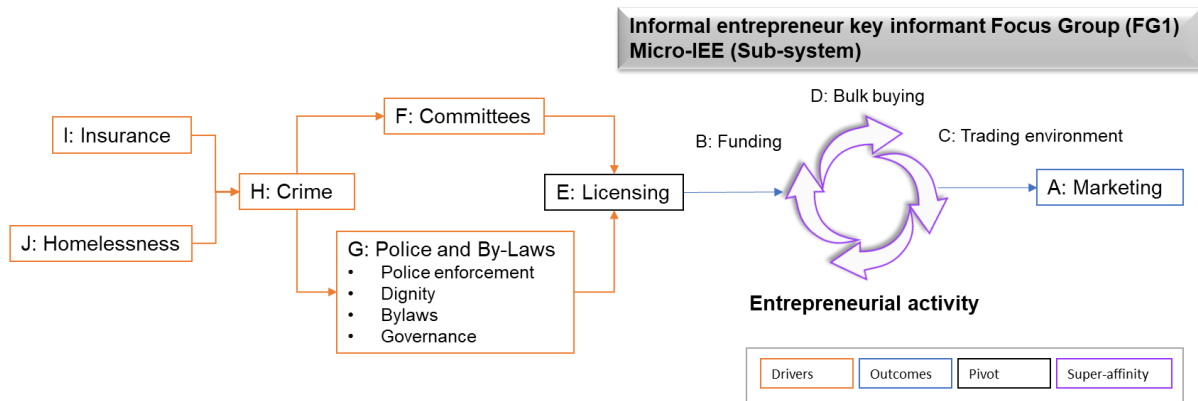 Informal entrepreneur key informant Focus Group (FG1)
Micro-IEE (Sub-system)
D: Bulk buying
F: Committees
B: Funding
C: Trading environment
I: Insurance
H: Crime
E: Licensing
A: Marketing
J: Homelessness
G: Police and By-Laws
• Police enforcement
• Dignity
• Bylaws
• Governance
Entrepreneurial activity
Drivers
Outcomes
Pivot
Super-affinity